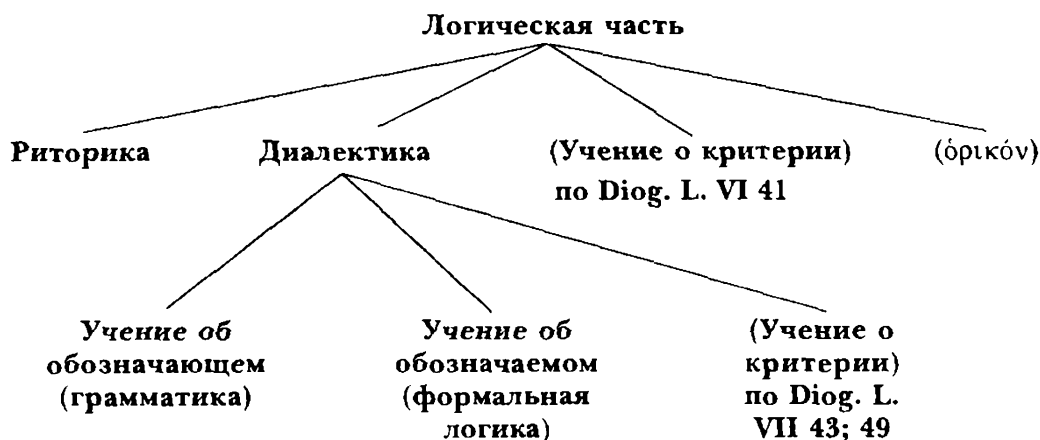 Логическая часть
Риторика Диалектика (Учение о критерии) (ὁρικόν)
по Diog. L. VI 41
Учение об
обозначающем
(грамматика)
Учение об
обозначаемом
(формальная
логика)
(Учение о
критерии)
по Diog. L.
VII 43; 49